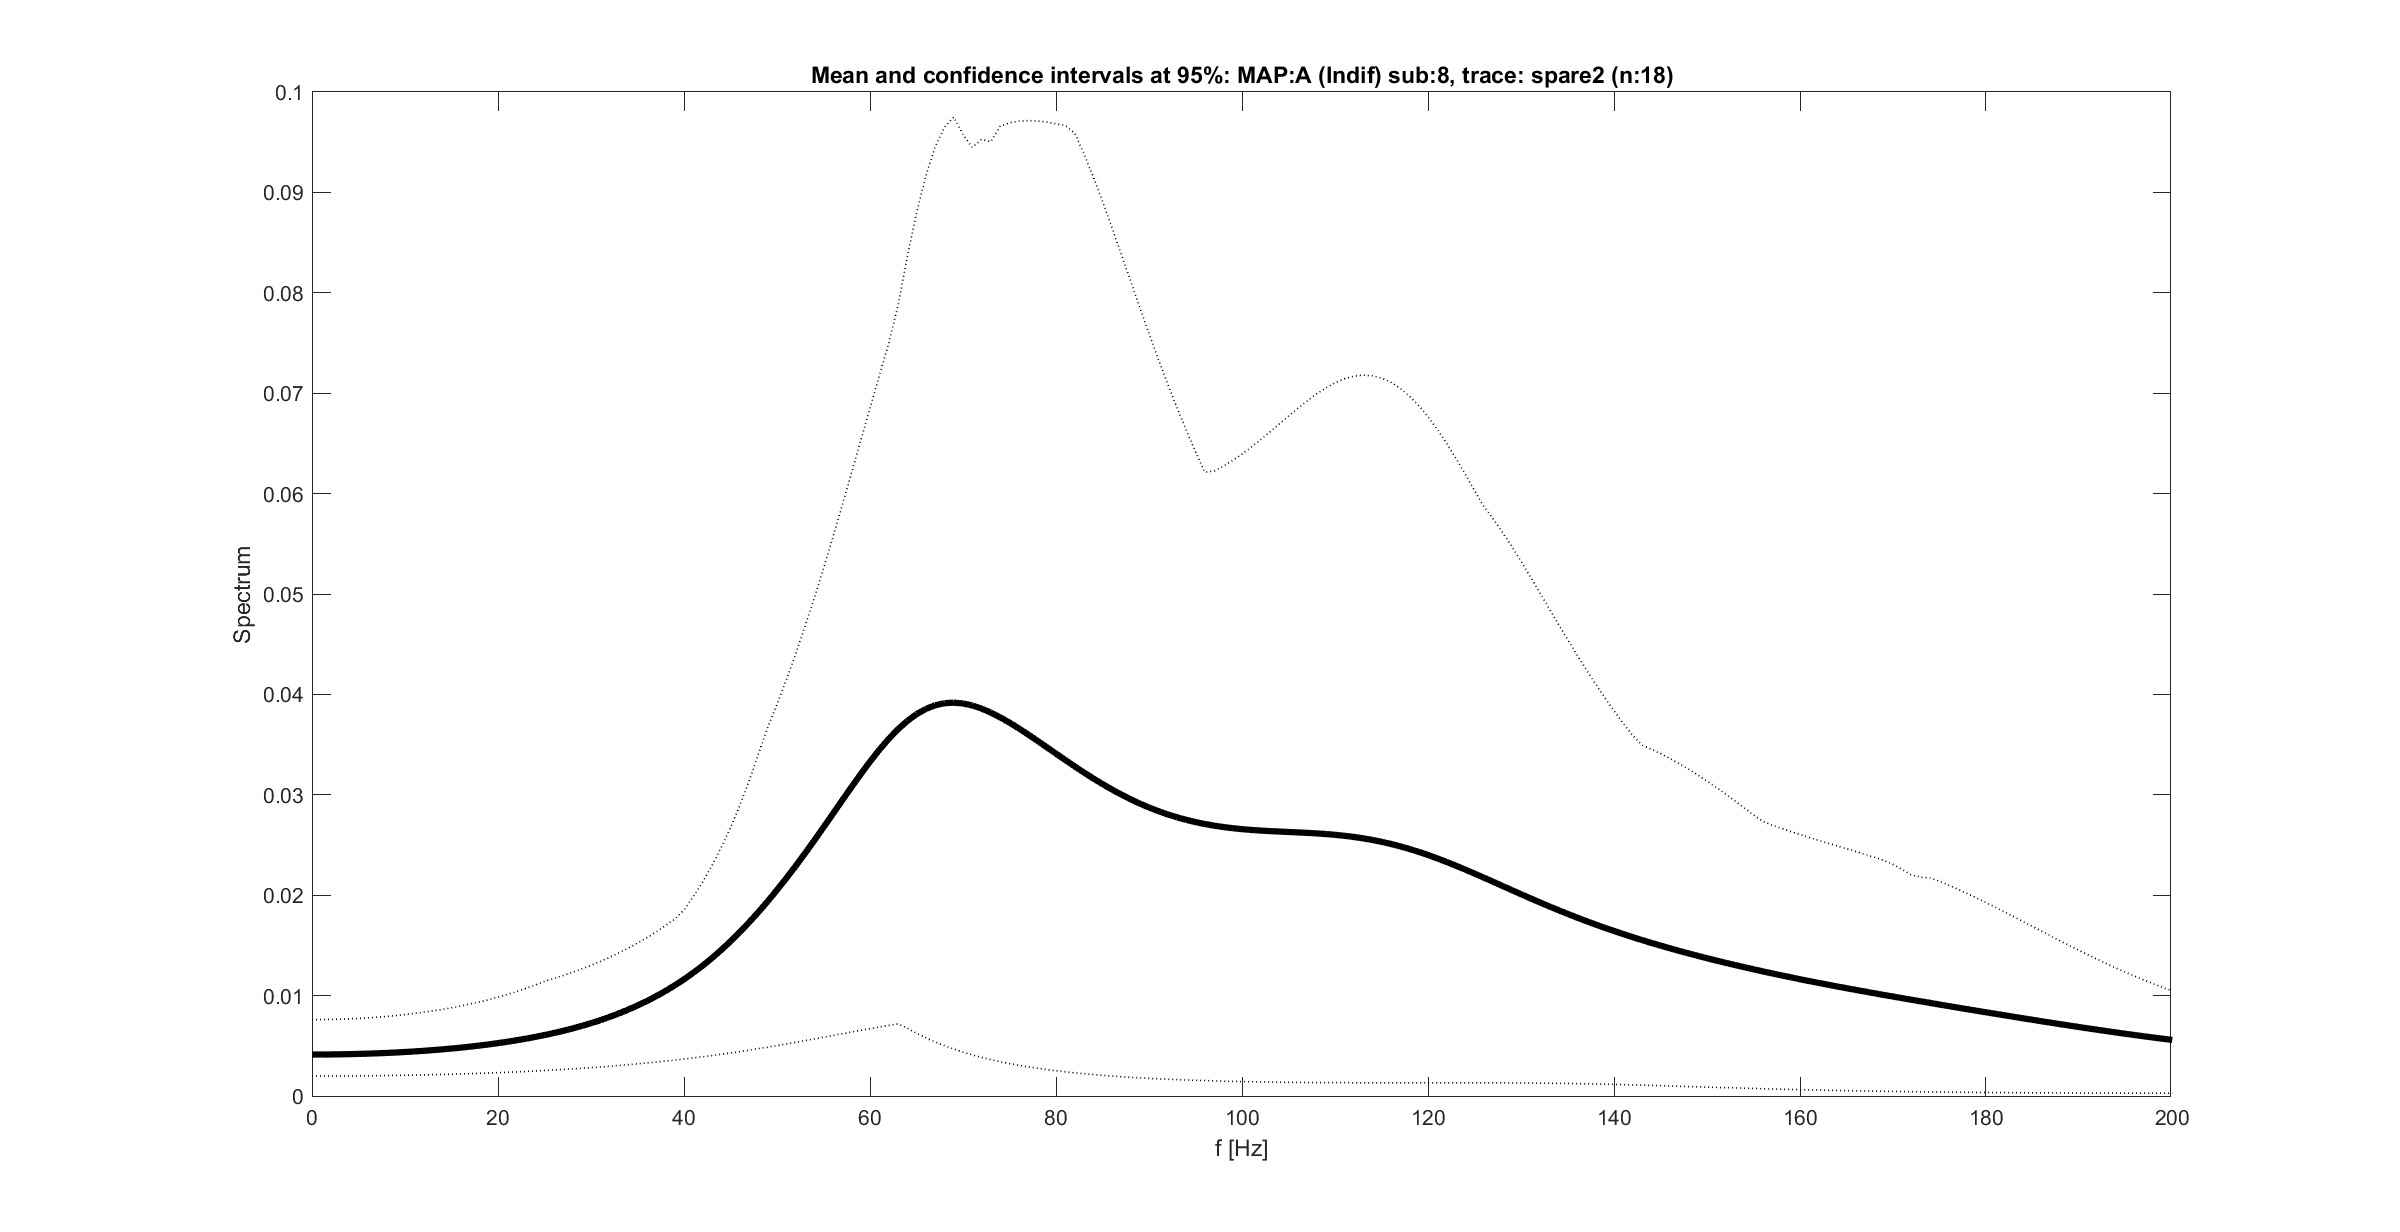 Mean and confidence intervals at 95%: MAP:A (Indif) sub:8, trace: spare2 (n:18)
0.1
0.09
0.08
0.07
0.06
0.05
0.04
0.03
0.02
0.01
0
Spectrum
0 20 40 60 80 100 120 140 160 180 200
f [Hz]